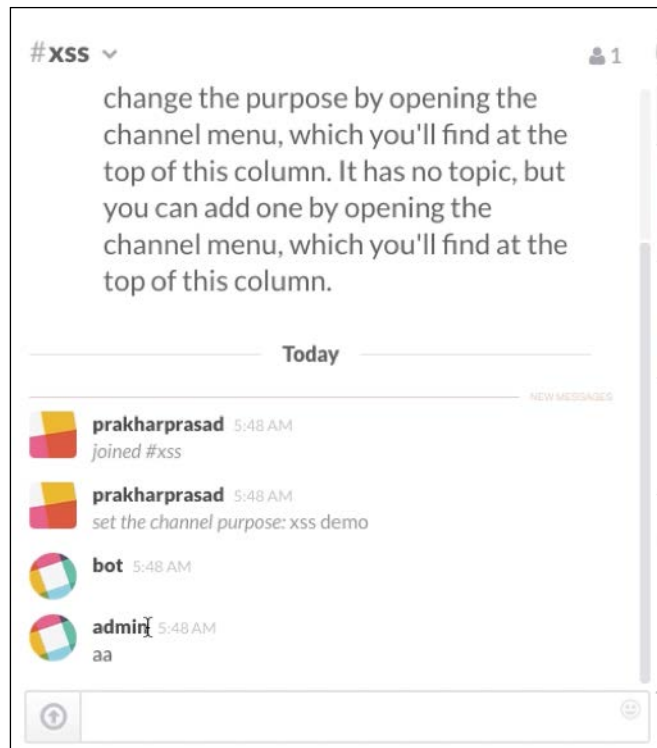 #xss
1
change the purpose by opening the
channel menu, which you'll find at the
top of this column. It has no topic, but
you can add one by opening the
channel menu, which you'll find at the
top of this column.
Today
NEW MESSAGES
prakharprasad 5:48 AM
joined #xss
prakharprasad 5:48 AM
set the channel purpose: xss demo
bot 5:48 AM
admin 5:48 AM
aa